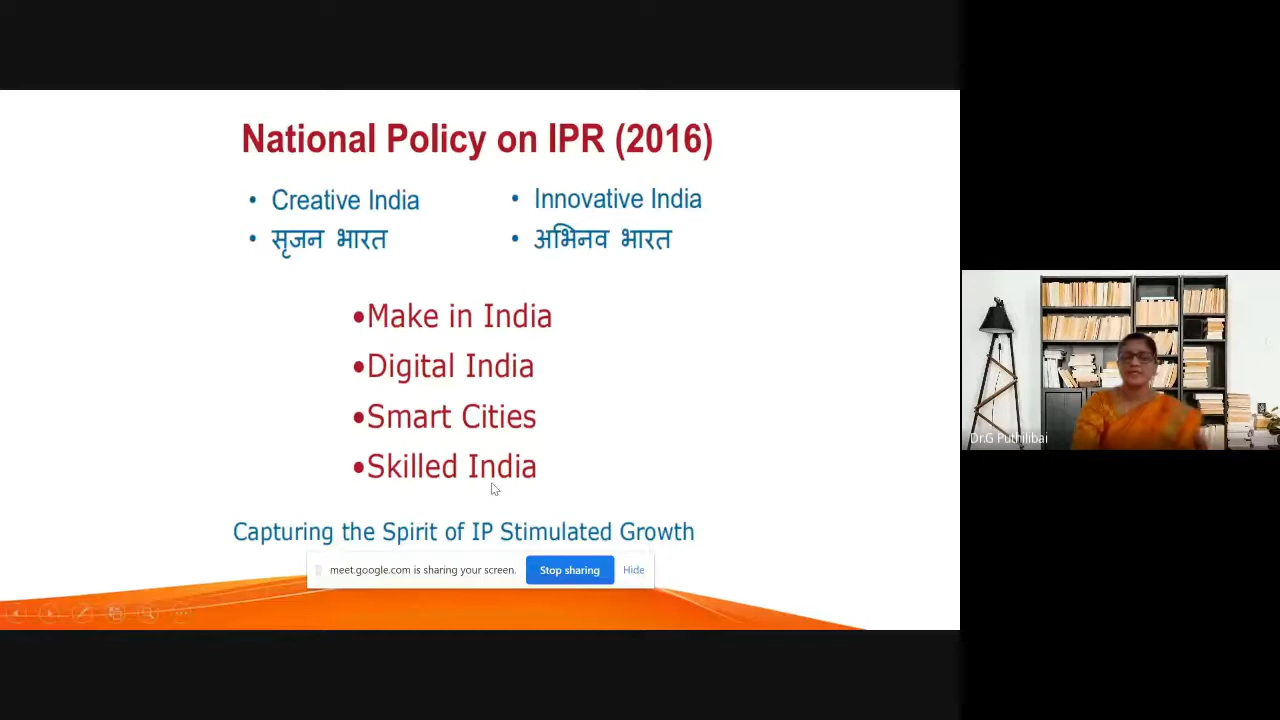 National Policy on IPR (2016)
• Creative India
• सृजन भारत
• Innovative India
• अभिनव भारत
•Make in India
•Digital India
•Smart Cities
•Skilled India
Capturing the Spirit of IP Stimulated Growth
meet.google.com is sharing your screen. Stop sharing Hide
Dr.G Puthilibai